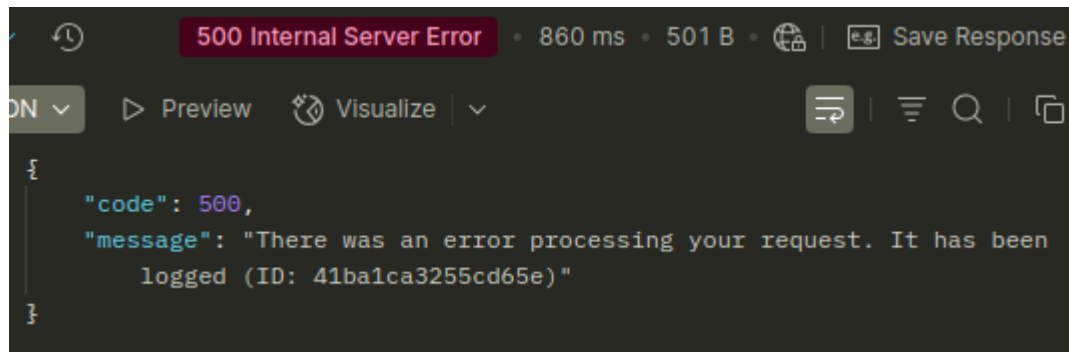 500 Internal Server Error • 860 ms • 501 B • e.g. Save Response
ON Preview Visualize
{
"code": 500,
"message": "There was an error processing your request. It has been
logged (ID: 41ba1ca3255cd65e)"
}